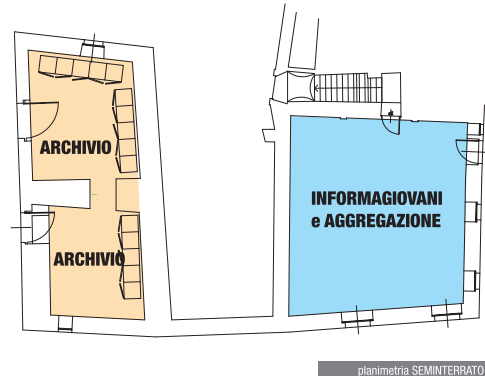 ARCHIVIO
INFORMAGIOVANI
e AGGREGAZIONE
ARCHIVIO
planimetria SEMINTERRATO